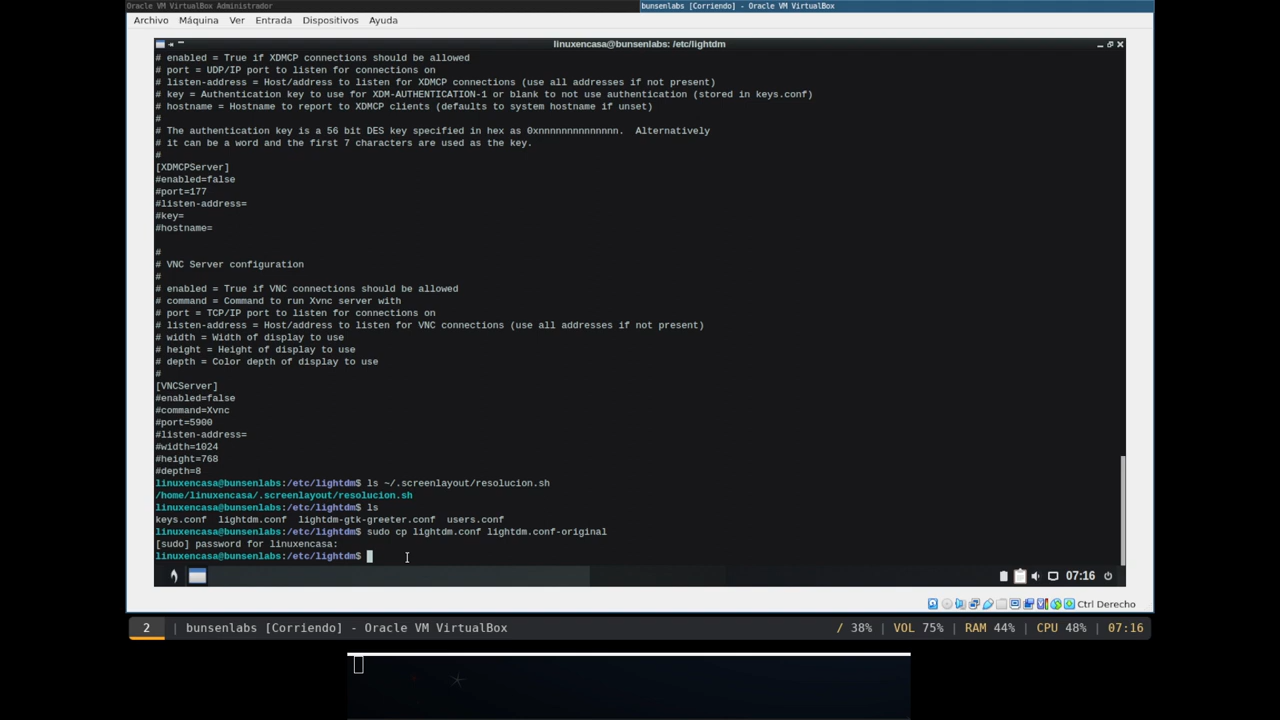 Oracle VM VirtualBox Administrador
bunsenlabs [Corriendo] - Oracle VM VirtualBox
Archivo Máquina Ver Entrada Dispositivos Ayuda
linuxencasa@bunsenlabs: /etc/lightdm
# enabled = True if XDMCP connections should be allowed
# port = UDP/IP port to listen for connections on
# listen-address = Host/address to listen for XDMCP connections (use all addresses if not present)
# key = Authentication key to use for XDM-AUTHENTICATION-1 or blank to not use authentication (stored in keys.conf)
# hostname = Hostname to report to XDMCP clients (defaults to system hostname if unset)
#
# The authentication key is a 56 bit DES key specified in hex as 0xnnnnnnnnnnnnnn.  Alternatively
# it can be a word and the first 7 characters are used as the key.
#
[XDMCPServer]
#enabled=false
#port=177
#listen-address=
#key=
#hostname=
#
# VNC Server configuration
#
# enabled = True if VNC connections should be allowed
# command = Command to run Xvnc server with
# port = TCP/IP port to listen for connections on
# listen-address = Host/address to listen for VNC connections (use all addresses if not present)
# width = Width of display to use
# height = Height of display to use
# depth = Color depth of display to use
#
[VNCServer]
#enabled=false
#command=Xvnc
#port=5900
#listen-address=
#width=1024
#height=768
#depth=8
linuxencasa@bunsenlabs:/etc/lightdm$ ls ~/.screenlayout/resolucion.sh
/home/linuxencasa/.screenlayout/resolucion.sh
linuxencasa@bunsenlabs:/etc/lightdm$ ls
keys.conf  lightdm.conf  lightdm-gtk-greeter.conf  users.conf
linuxencasa@bunsenlabs:/etc/lightdm$ sudo cp lightdm.conf lightdm.conf-original
[sudo] password for linuxencasa:
linuxencasa@bunsenlabs:/etc/lightdm$
07:16
Ctrl Derecho
2 | bunsenlabs [Corriendo] - Oracle VM VirtualBox / 38% | VOL 75% | RAM 44% | CPU 48% | 07:16